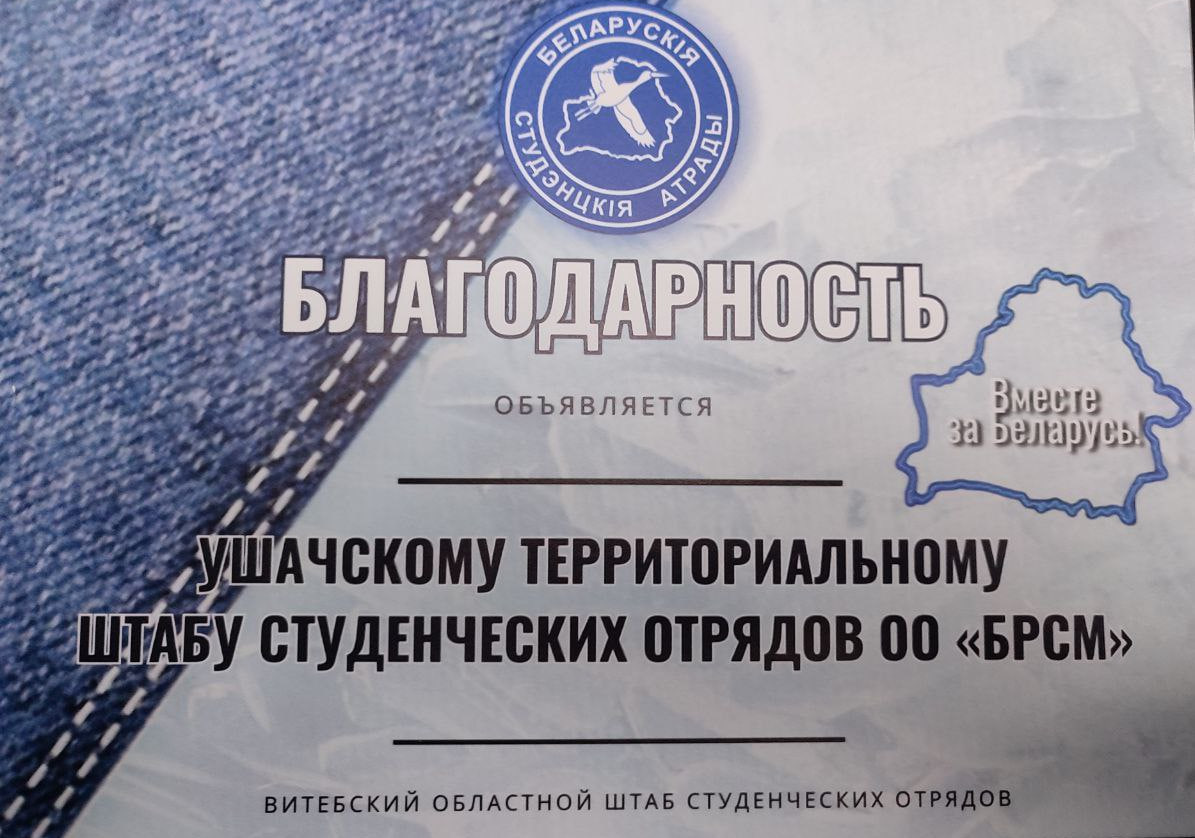 БЕЛАРУСКІЯ
СТУДЭНЦКІЯ АТРАДЫ
БЛАГОДАРНОСТЬ
ОБЪЯВЛЯЕТСЯ
Вместе
за Беларусь!
УШАЧСКОМУ ТЕРРИТОРИАЛЬНОМУ
ШТАБУ СТУДЕНЧЕСКИХ ОТРЯДОВ ОО «БРСМ»
ВИТЕБСКИЙ ОБЛАСТНОЙ ШТАБ СТУДЕНЧЕСКИХ ОТРЯДОВ